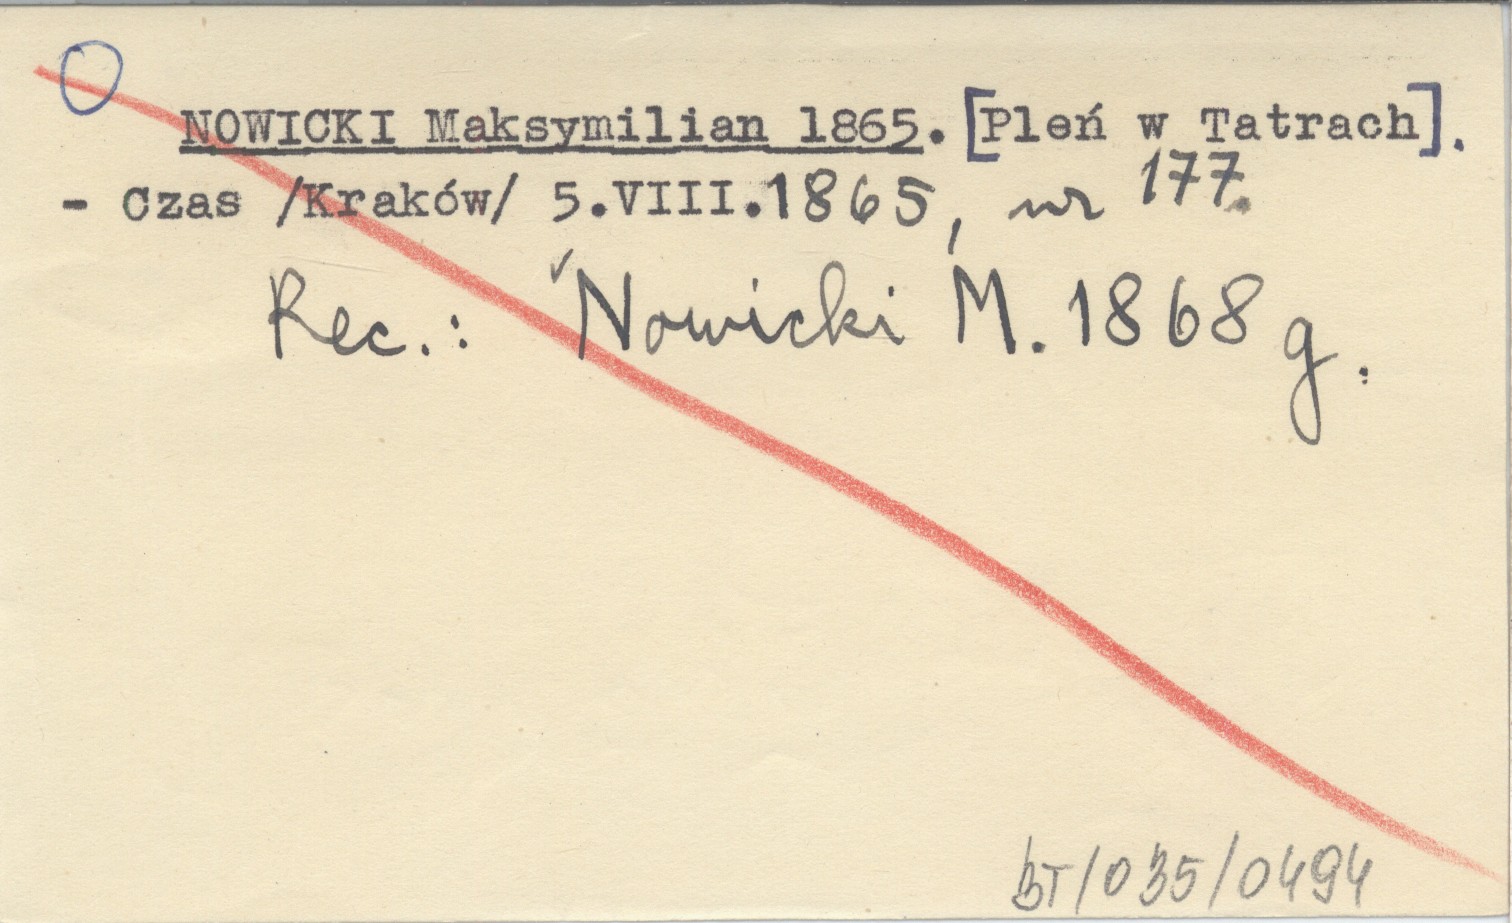 NOWICKI Maksymilian 1865. [Pleń w Tatrach].
- Czas /Kraków/ 5.VIII.1865, nr 177.
Rec.: Nowicki M. 1868 g.
BT/035/0494